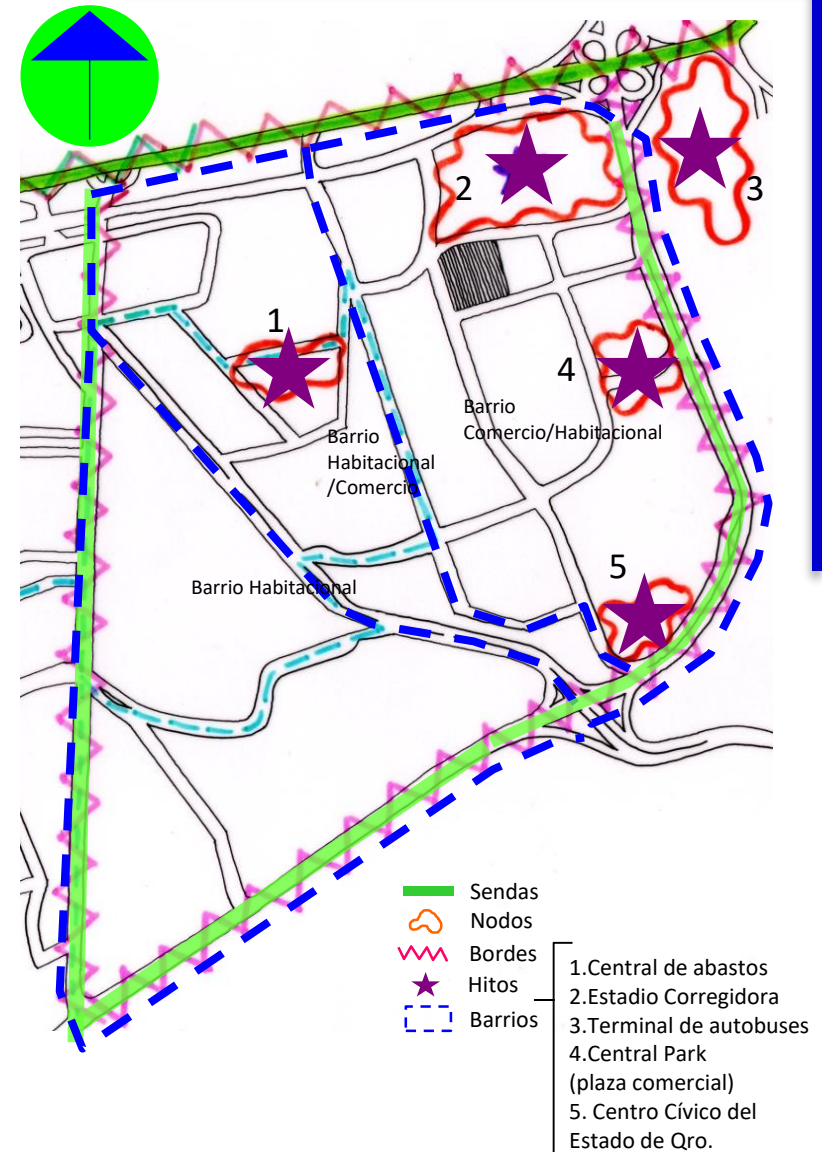 2
3
1
4
Barrio
Comercio/Habitacional
Barrio
Habitacional
/Comercio
5
Barrio Habitacional
Sendas
Nodos
Bordes
Hitos
Barrios
1.Central de abastos
2.Estadio Corregidora
3.Terminal de autobuses
4.Central Park
(plaza comercial)
5. Centro Cívico del
Estado de Qro.